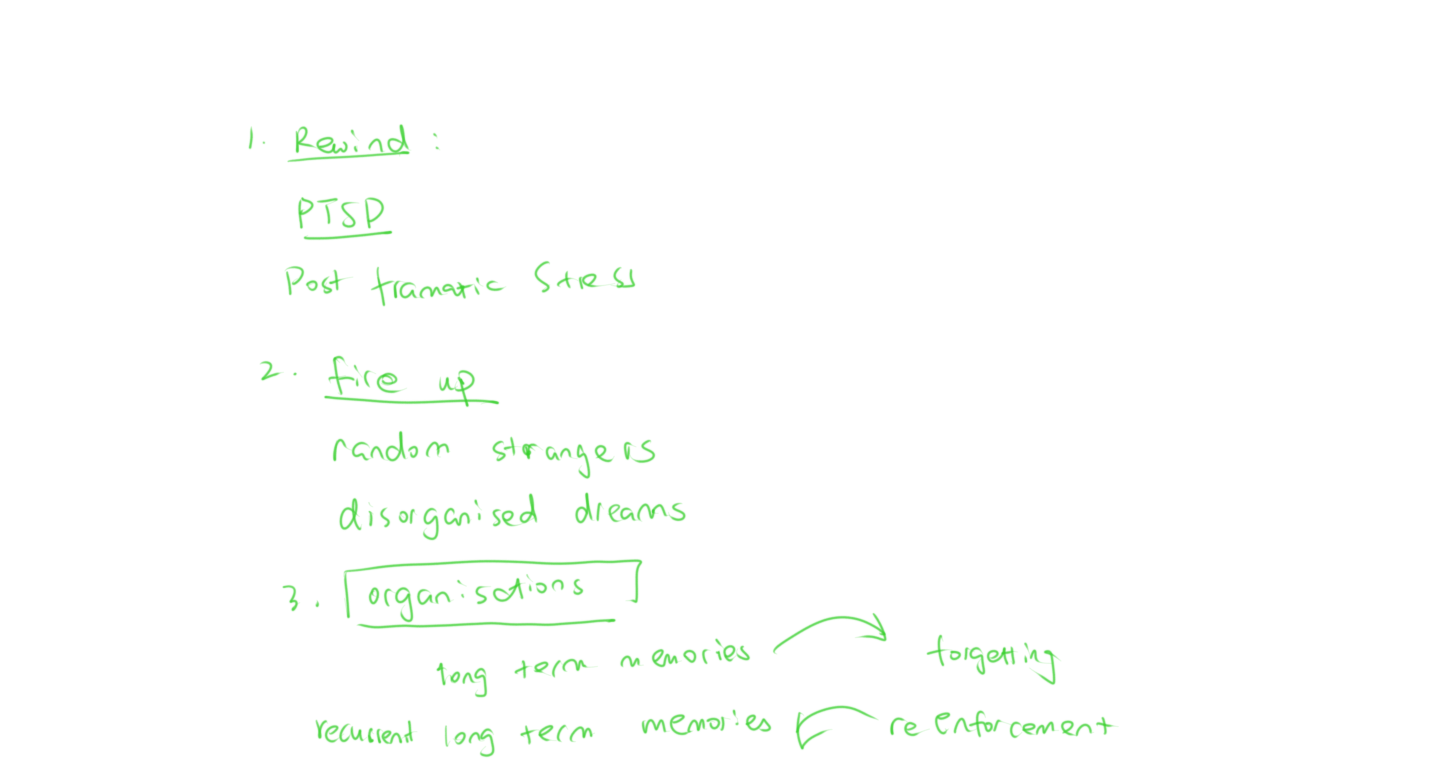 1. Rewind :
PTSD
Post tramatic Stress
2. fire up
random strangers
disorganised dreams
3. organisations
long term memories forgetting
recurrent long term memories re enforcement